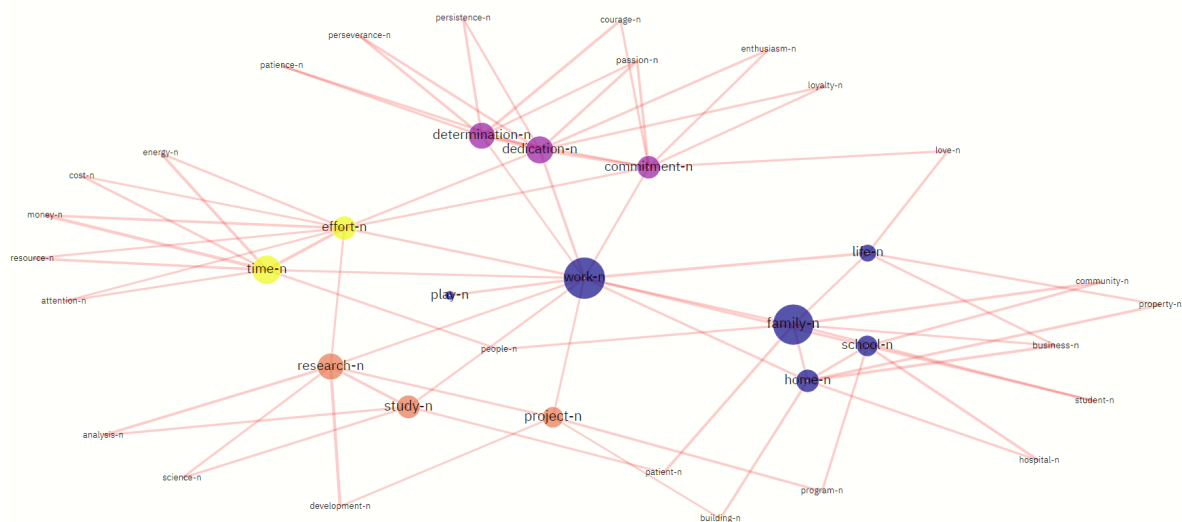 persistence-n
courage-n
perseverance-n
enthusiasm-n
passion-n
patience-n
loyalty-n
determination-n
dedication-n
commitment-n
energy-n
love-n
cost-n
money-n
effort-n
life-n
resource-n
time-n
work-n
community-n
attention-n
play-n
property-n
family-n
people-n
school-n
business-n
research-n
home-n
study-n
project-n
student-n
analysis-n
hospital-n
science-n
patient-n
program-n
development-n
building-n